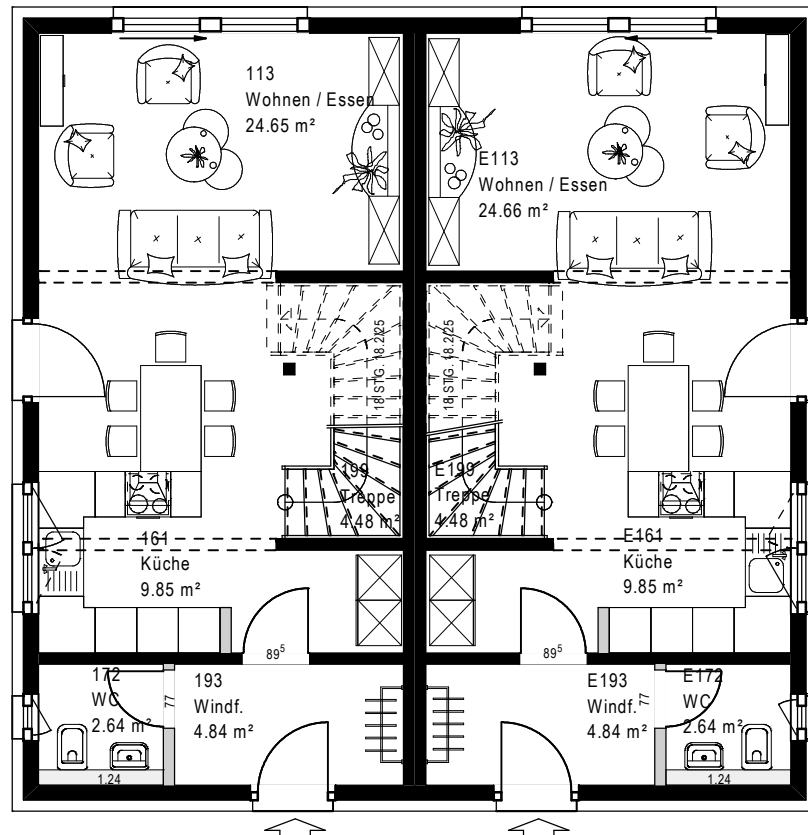 113
Wohnen / Essen
24.65 m²
E113
Wohnen / Essen
24.66 m²
18 STG. 18.2/25
18 STG. 18.2/25
199
Treppe
4.48 m²
E199
Treppe
4.48 m²
161
Küche
9.85 m²
E161
Küche
9.85 m²
89⁵
89⁵
172
WC
2.64 m²
77
193
Windf.
4.84 m²
E193
Windf.
4.84 m²
77
E172
WC
2.64 m²
1.24
1.24